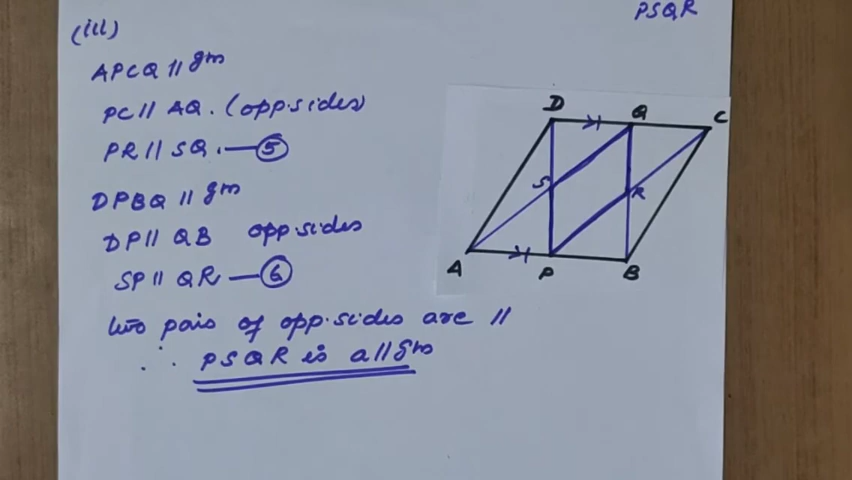 PSQR
(iii)
APCQ ||gm
PC || AQ. (opp.sides)
PR || SQ. — ⑤
DPBQ ||gm
DP || QB opp.sides
SP || QR — ⑥
two pais of opp.sides are ||
∴ PSQR is a ||gm
D Q C
S R
A P B